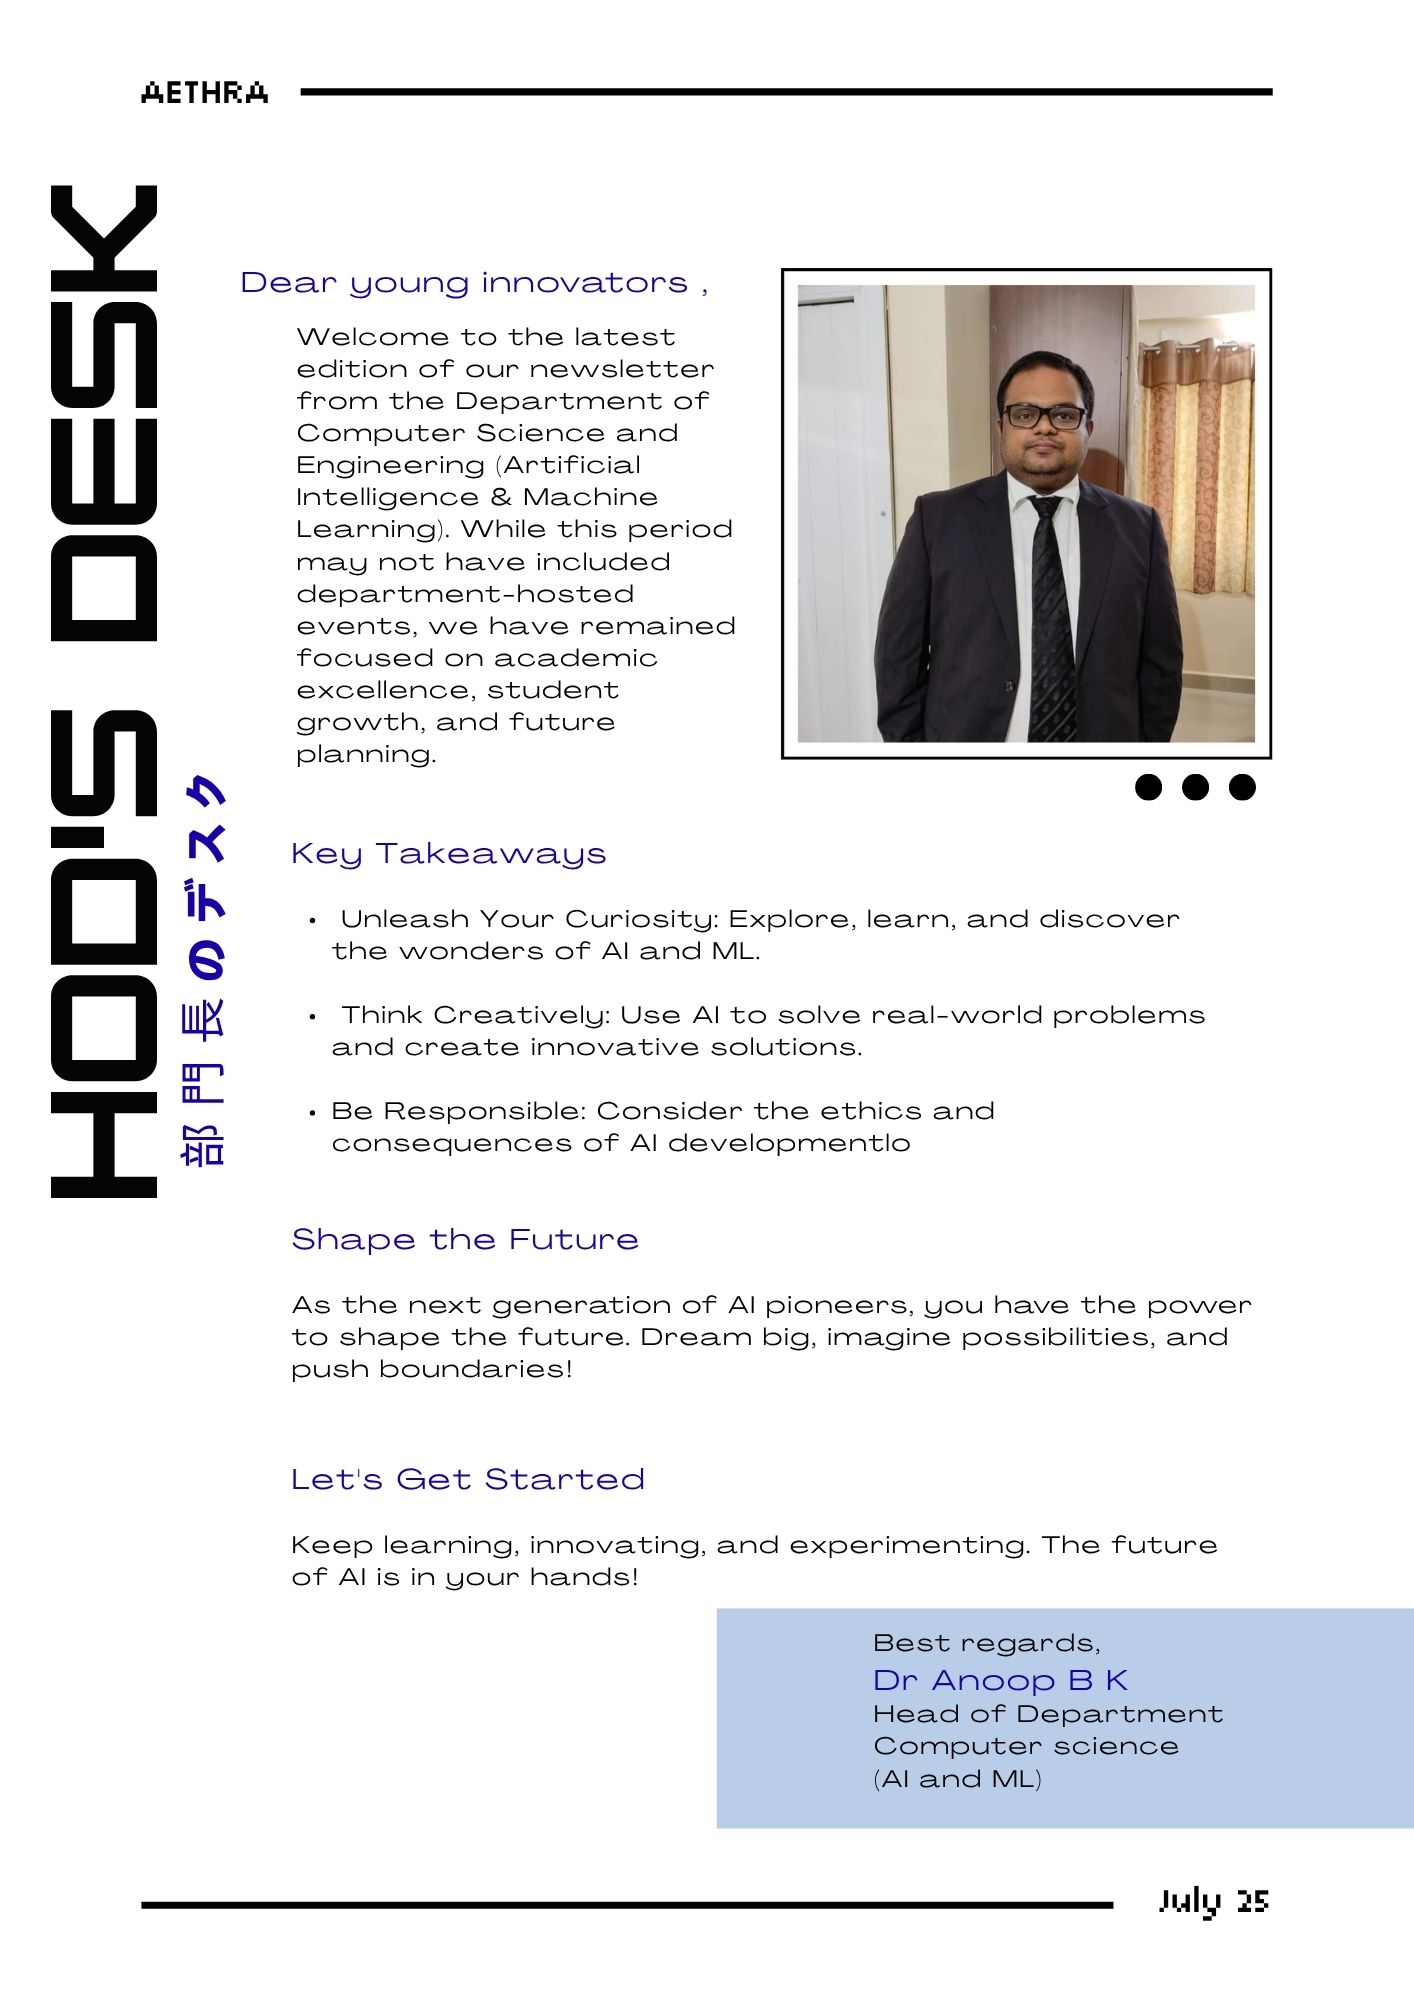 AETHRA
HOD'S DESK
部門長のデスク
Dear young innovators ,
Welcome to the latest
edition of our newsletter
from the Department of
Computer Science and
Engineering (Artificial
Intelligence & Machine
Learning). While this period
may not have included
department-hosted
events, we have remained
focused on academic
excellence, student
growth, and future
planning.
Key Takeaways
• Unleash Your Curiosity: Explore, learn, and discover
the wonders of AI and ML.
• Think Creatively: Use AI to solve real-world problems
and create innovative solutions.
• Be Responsible: Consider the ethics and
consequences of AI developmentlo
Shape the Future
As the next generation of AI pioneers, you have the power
to shape the future. Dream big, imagine possibilities, and
push boundaries!
Let's Get Started
Keep learning, innovating, and experimenting. The future
of AI is in your hands!
Best regards,
Dr Anoop B K
Head of Department
Computer science
(AI and ML)
July 25